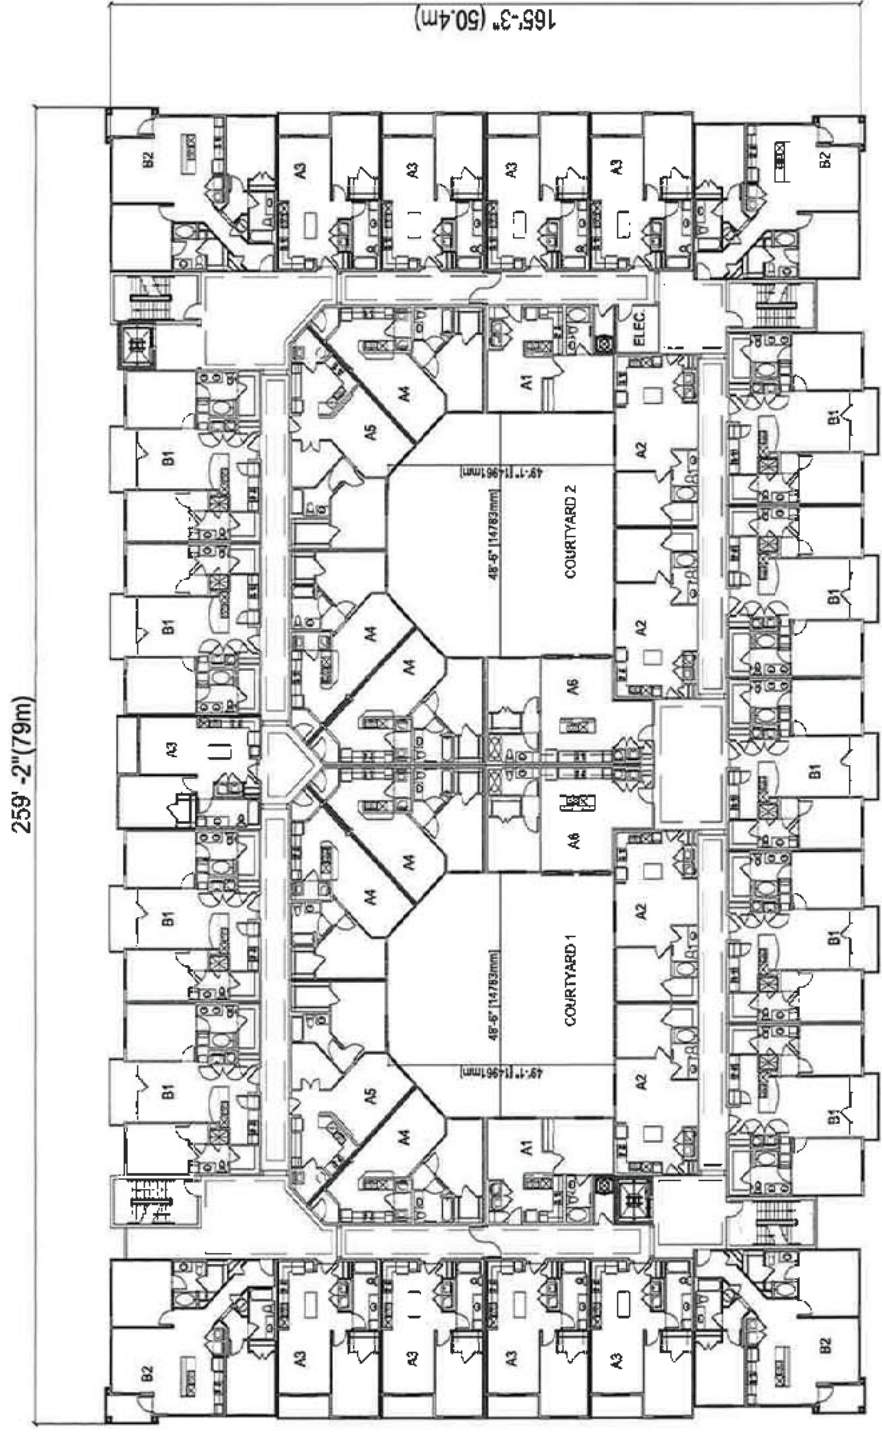 165'-3" (50.4m)
259' -2"(79m)
B2
A3
A3
A3
A3
B2
ELEC.
A4
A1
A5
B1
A2
B1
49'-1" [14961mm]
48'-6" [14783mm]
COURTYARD 2
B1
A4
A2
B1
A4
A6
A3
B1
A6
A4
A4
B1
A2
B1
COURTYARD 1
48'-6" [14783mm]
49'-1" [14961mm]
A5
A2
B1
B1
A4
A1
B2
A3
A3
A3
A3
B2